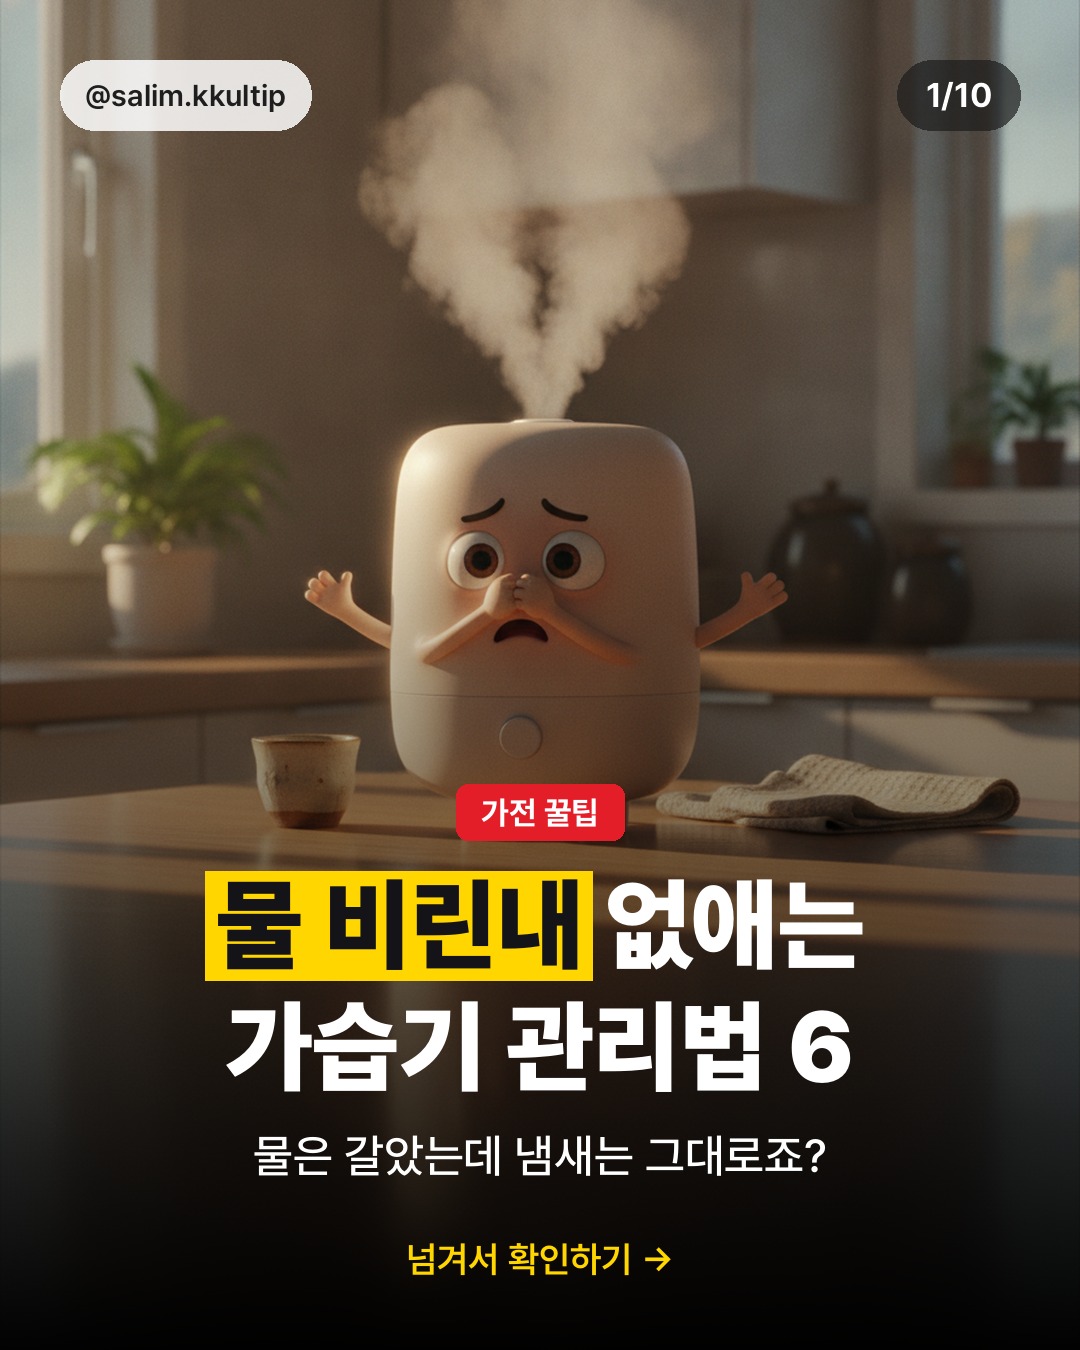 @salim.kkultip
1/10
가전 꿀팁
물 비린내 없애는
가습기 관리법 6
물은 갈았는데 냄새는 그대로죠?
넘겨서 확인하기 →